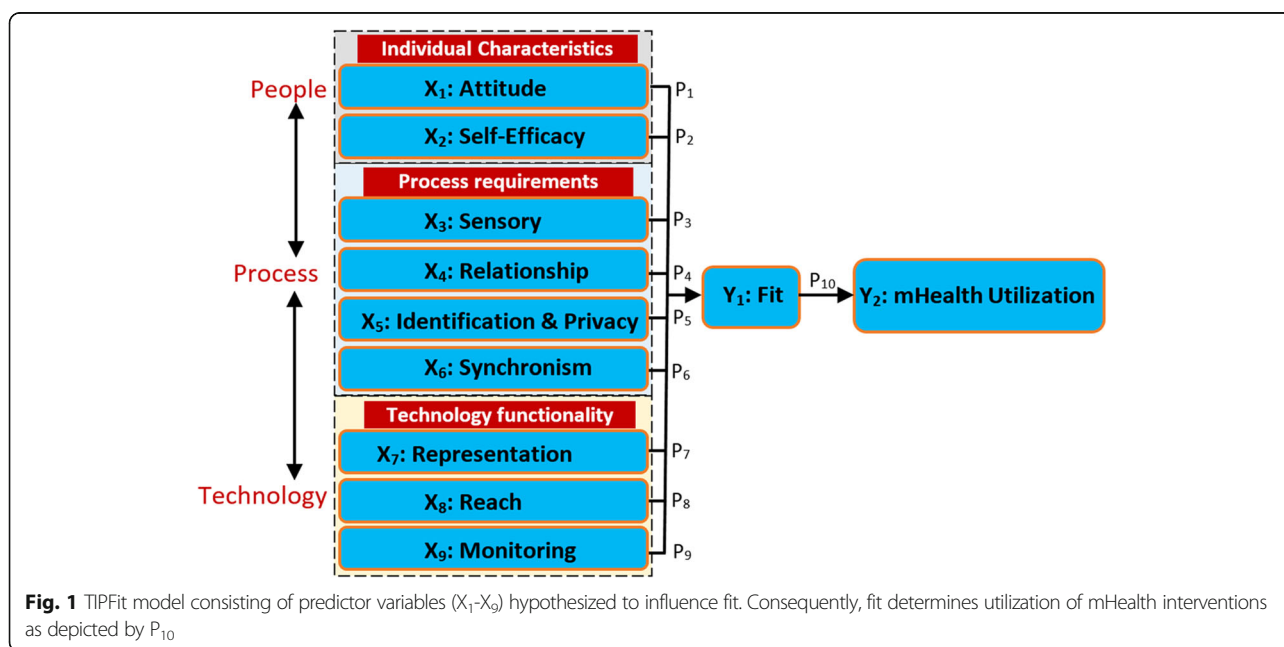 Individual Characteristics
People
X₁: Attitude
P₁
X₂: Self-Efficacy
P₂
Process requirements
X₃: Sensory
P₃
Process
X₄: Relationship
P₄
Y₁: Fit
P₁₀
Y₂: mHealth Utilization
X₅: Identification & Privacy
P₅
X₆: Synchronism
P₆
Technology functionality
X₇: Representation
P₇
Technology
X₈: Reach
P₈
X₉: Monitoring
P₉
Fig. 1 TIPFit model consisting of predictor variables (X₁-X₉) hypothesized to influence fit. Consequently, fit determines utilization of mHealth interventions
as depicted by P₁₀